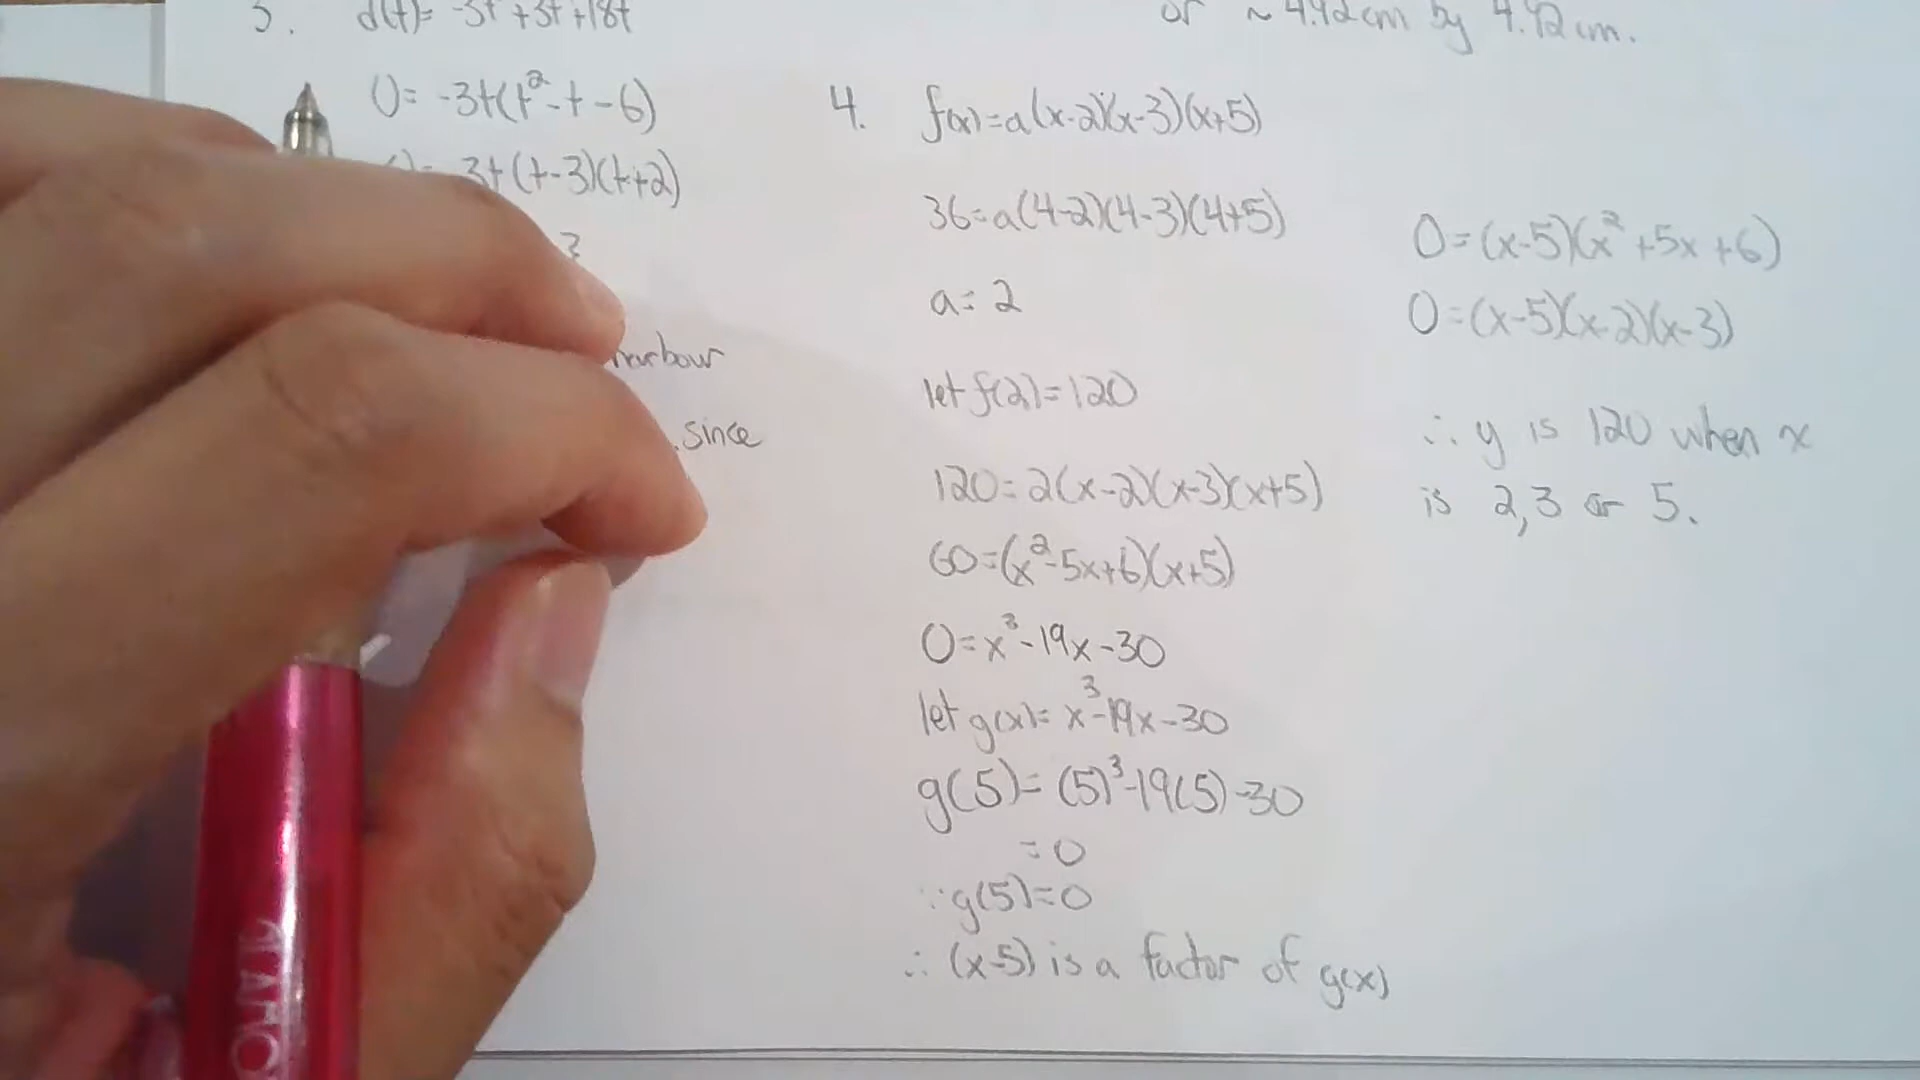 3. d(t)= -3t³+3t²+18t
0= -3t(t²-t-6)
3t(t-3)(t+2)
3
harbour
since
or ~4.92cm by 4.92cm.
4. f(x)=a(x-2)(x-3)(x+5)
36=a(4-2)(4-3)(4+5)
a=2
let f(2)=120
120=2(x-2)(x-3)(x+5)
60=(x²-5x+6)(x+5)
0=x³-19x-30
let g(x)= x³-19x-30
g(5)= (5)³-19(5)-30
=0
∵g(5)=0
∴ (x-5) is a factor of g(x)
0=(x-5)(x²+5x+6)
0=(x-5)(x-2)(x-3)
∴ y is 120 when x
is 2,3 or 5.